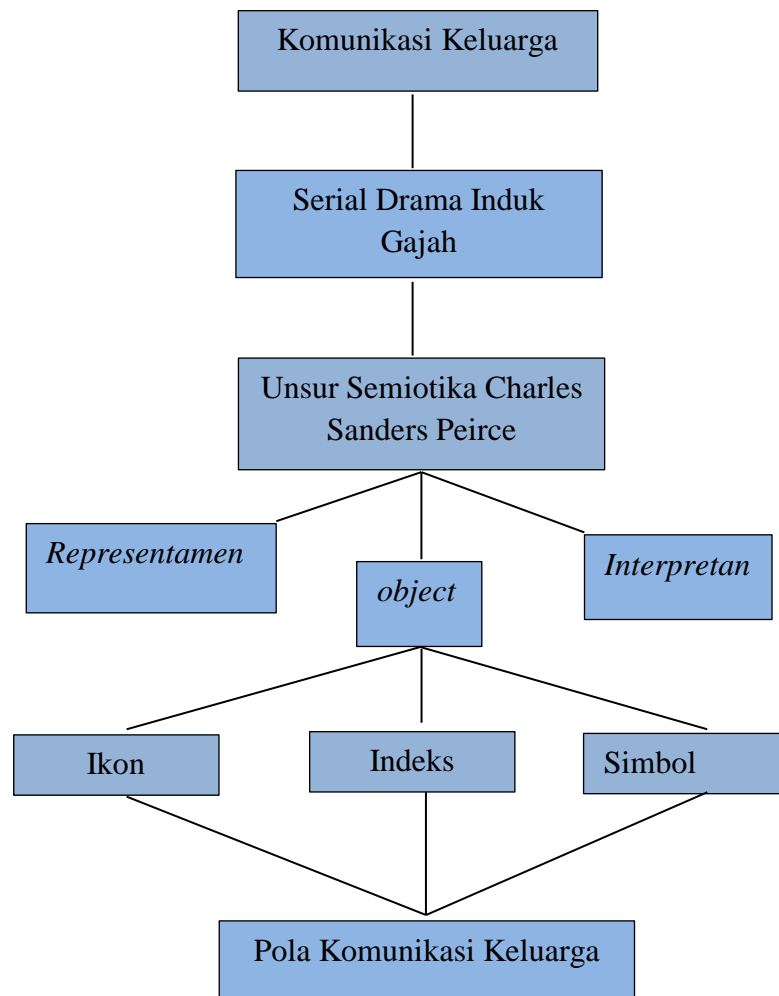 Komunikasi Keluarga
Serial Drama Induk
Gajah
Unsur Semiotika Charles
Sanders Peirce
Representamen
object
Interpretan
Ikon
Indeks
Simbol
Pola Komunikasi Keluarga